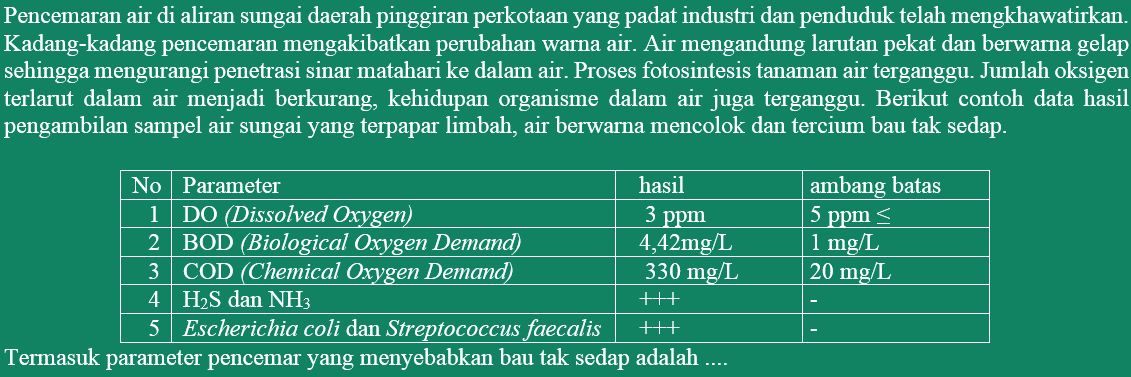 Pencemaran air di aliran sungai daerah pinggiran perkotaan yang padat industri dan penduduk telah mengkhawatirkan.
Kadang-kadang pencemaran mengakibatkan perubahan warna air. Air mengandung larutan pekat dan berwarna gelap
sehingga mengurangi penetrasi sinar matahari ke dalam air. Proses fotosintesis tanaman air terganggu. Jumlah oksigen
terlarut dalam air menjadi berkurang, kehidupan organisme dalam air juga terganggu. Berikut contoh data hasil
pengambilan sampel air sungai yang terpapar limbah, air berwarna mencolok dan tercium bau tak sedap.
No Parameter hasil ambang batas
1 DO (Dissolved Oxygen) 3 ppm 5 ppm ≤
2 BOD (Biological Oxygen Demand) 4,42mg/L 1 mg/L
3 COD (Chemical Oxygen Demand) 330 mg/L 20 mg/L
4 H₂S dan NH₃ +++ -
5 Escherichia coli dan Streptococcus faecalis +++ -
Termasuk parameter pencemar yang menyebabkan bau tak sedap adalah ....